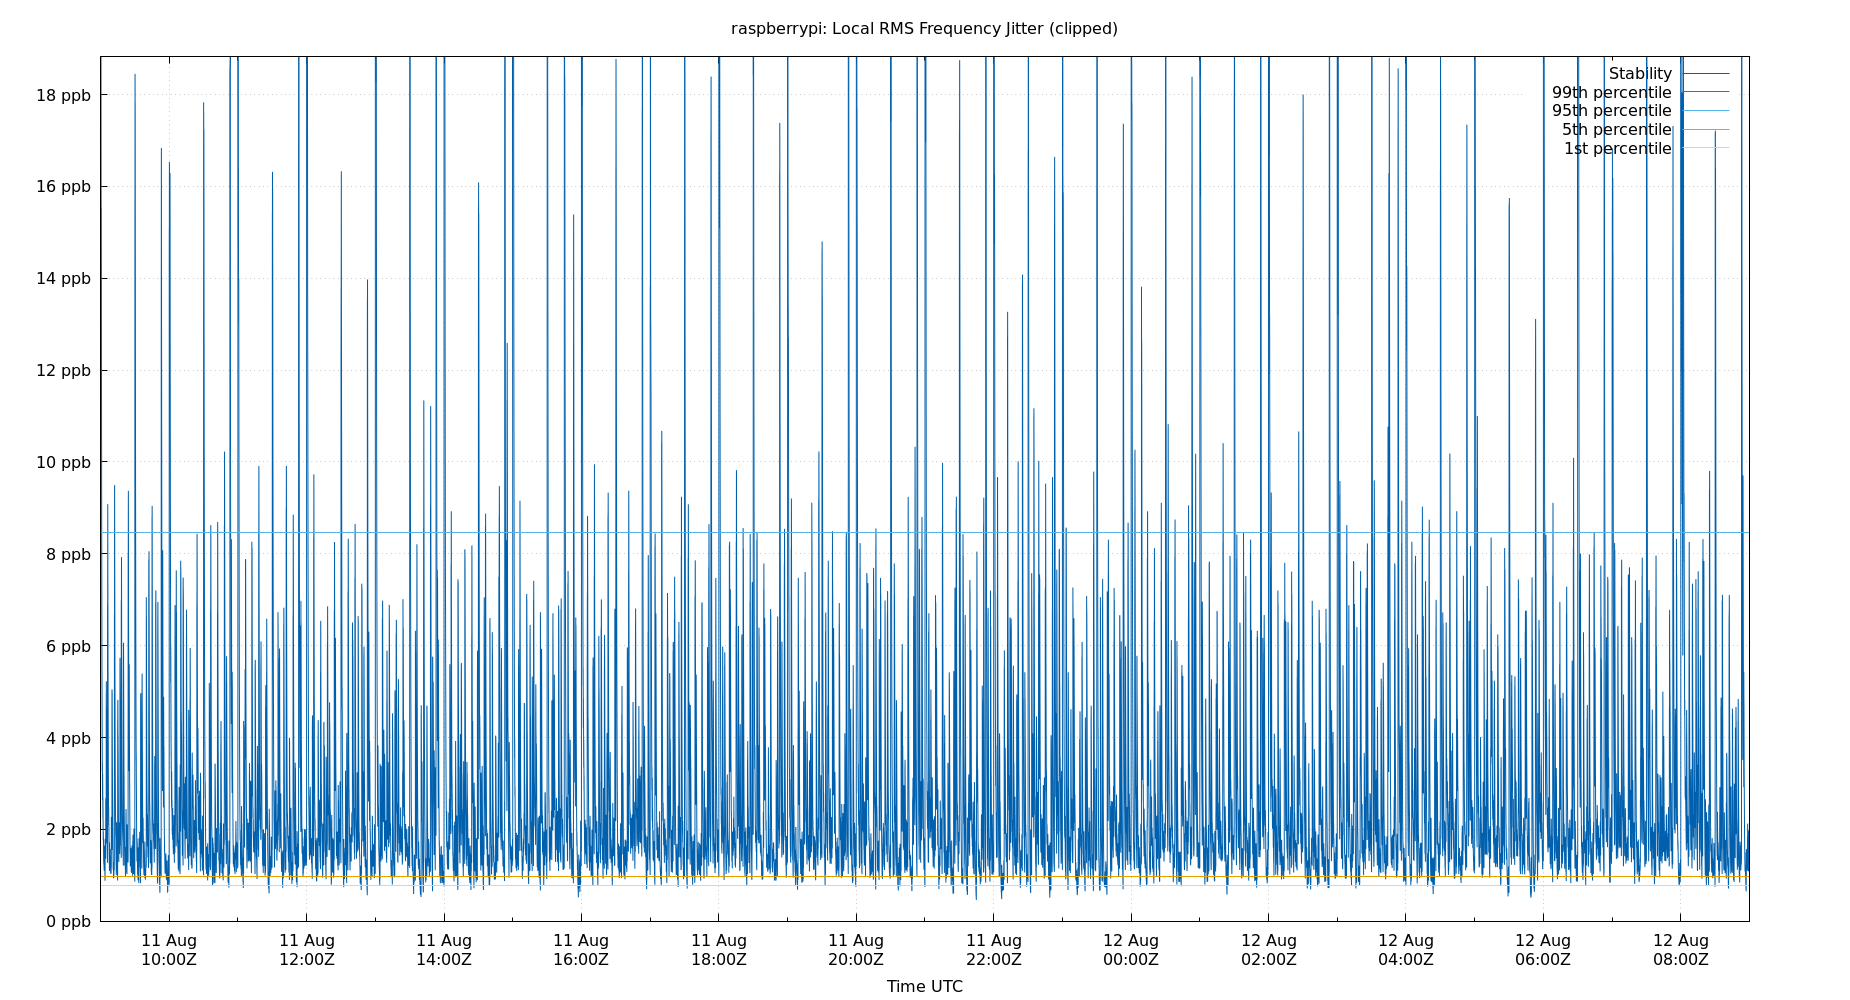 raspberrypi: Local RMS Frequency Jitter (clipped)
Stability
99th percentile
95th percentile
5th percentile
1st percentile
18 ppb
16 ppb
14 ppb
12 ppb
10 ppb
8 ppb
6 ppb
4 ppb
2 ppb
0 ppb
11 Aug 11 Aug 11 Aug 11 Aug 11 Aug 11 Aug 11 Aug 12 Aug 12 Aug 12 Aug 12 Aug 12 Aug
10:00Z 12:00Z 14:00Z 16:00Z 18:00Z 20:00Z 22:00Z 00:00Z 02:00Z 04:00Z 06:00Z 08:00Z
Time UTC